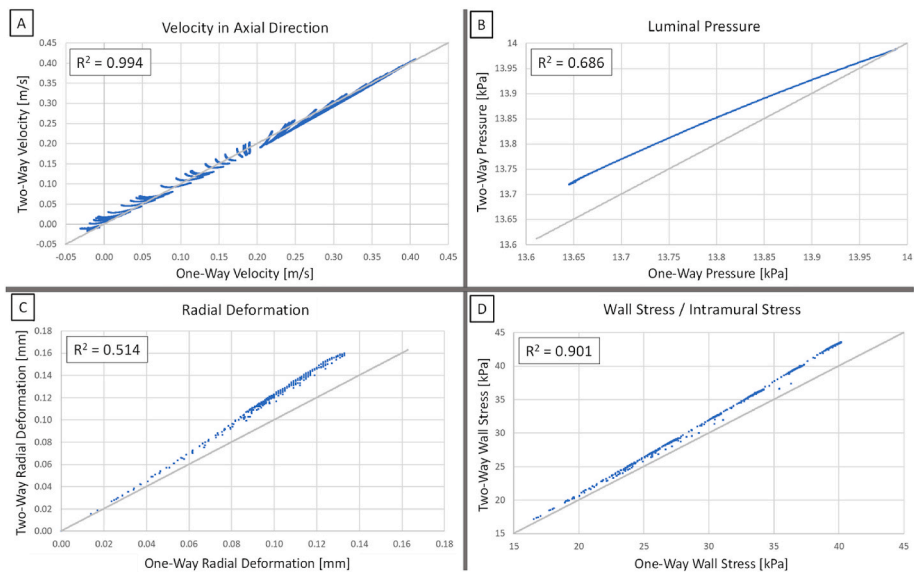 A
Velocity in Axial Direction
R² = 0.994
Two-Way Velocity [m/s]
0.45
0.40
0.35
0.30
0.25
0.20
0.15
0.10
0.05
0.00
-0.05
-0.05 0.00 0.05 0.10 0.15 0.20 0.25 0.30 0.35 0.40 0.45
One-Way Velocity [m/s]
B
Luminal Pressure
R² = 0.686
Two-Way Pressure [kPa]
14
13.95
13.9
13.85
13.8
13.75
13.7
13.65
13.6
13.6 13.65 13.7 13.75 13.8 13.85 13.9 13.95 14
One-Way Pressure [kPa]
C
Radial Deformation
R² = 0.514
Two-Way Radial Deformation [mm]
0.18
0.16
0.14
0.12
0.10
0.08
0.06
0.04
0.02
0.00
0.00 0.02 0.04 0.06 0.08 0.10 0.12 0.14 0.16 0.18
One-Way Radial Deformation [mm]
D
Wall Stress / Intramural Stress
R² = 0.901
Two-Way Wall Stress [kPa]
45
40
35
30
25
20
15
15 20 25 30 35 40 45
One-Way Wall Stress [kPa]